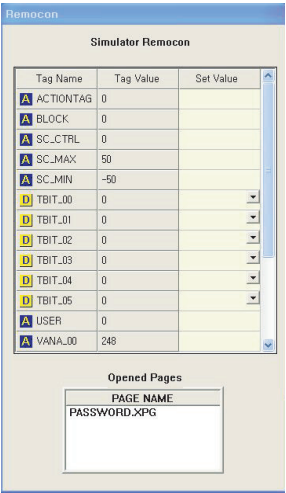 Remocon
Simulator Remocon
Tag Name Tag Value Set Value
A ACTIONTAG 0
A BLOCK 0
A SC_CTRL 0
A SC_MAX 50
A SC_MIN -50
D TBIT_00 0
D TBIT_01 0
D TBIT_02 0
D TBIT_03 0
D TBIT_04 0
D TBIT_05 0
A USER 0
A VANA_00 248
Opened Pages
PAGE NAME
PASSWORD.XPG